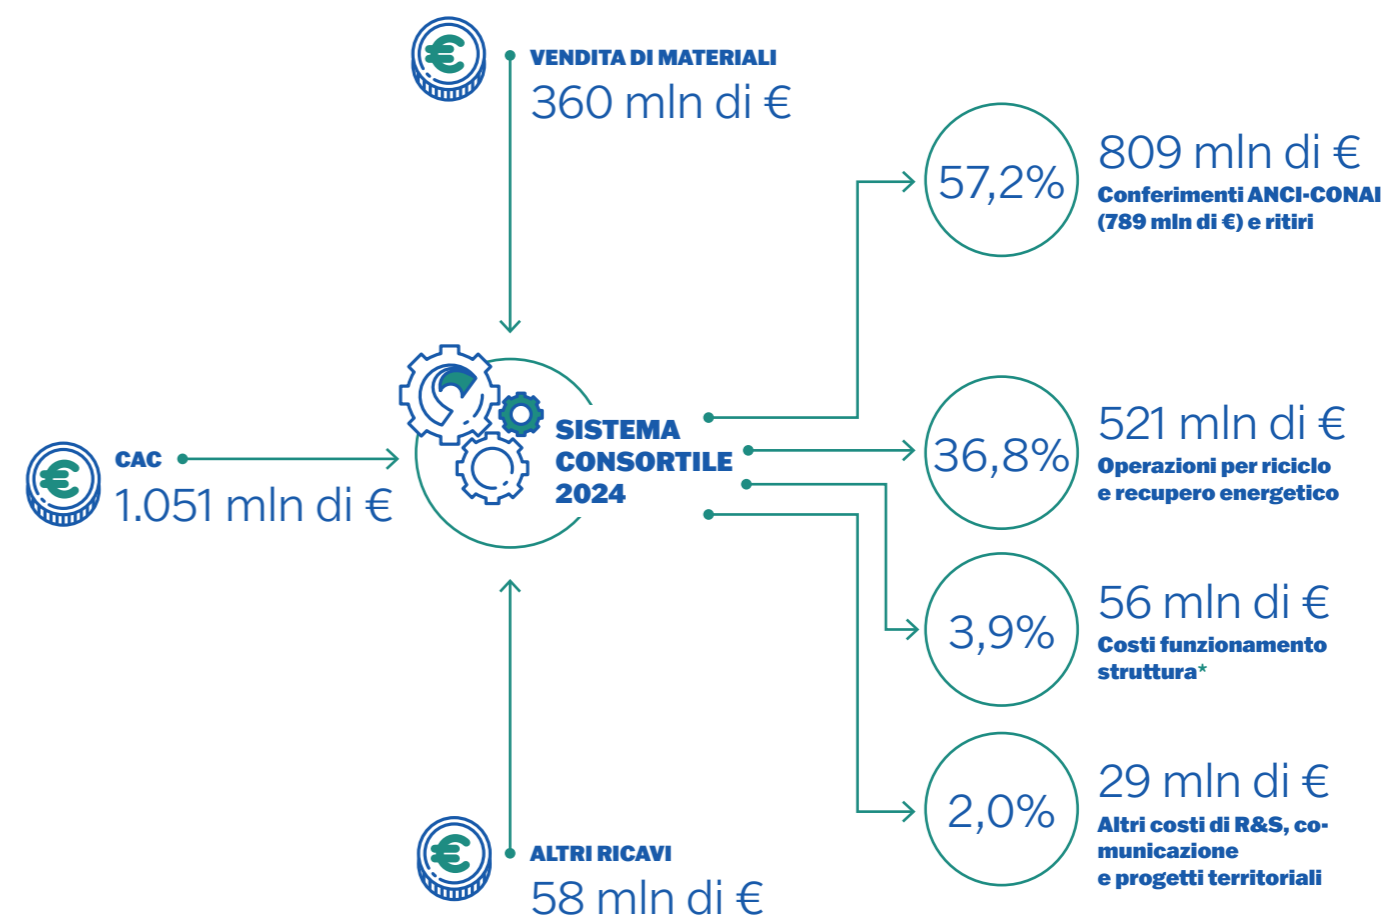 VENDITA DI MATERIALI
360 mln di €
CAC
1.051 mln di €
SISTEMA
CONSORTILE
2024
ALTRI RICAVI
58 mln di €
57,2%
809 mln di €
Conferimenti ANCI-CONAI
(789 mln di €) e ritiri
36,8%
521 mln di €
Operazioni per riciclo
e recupero energetico
3,9%
56 mln di €
Costi funzionamento
struttura*
2,0%
29 mln di €
Altri costi di R&S, co-
municazione
e progetti territoriali